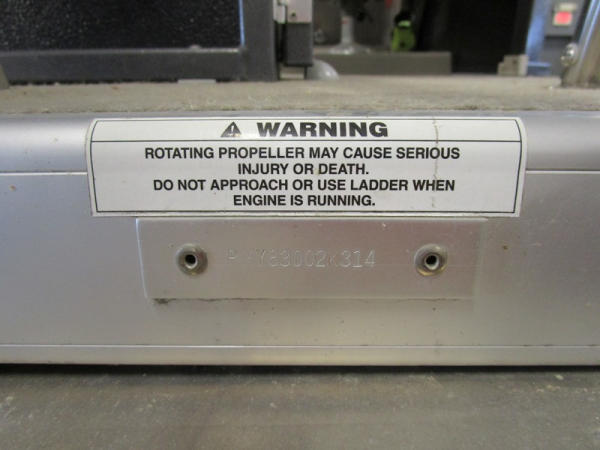 WARNING
ROTATING PROPELLER MAY CAUSE SERIOUS
INJURY OR DEATH.
DO NOT APPROACH OR USE LADDER WHEN
ENGINE IS RUNNING.